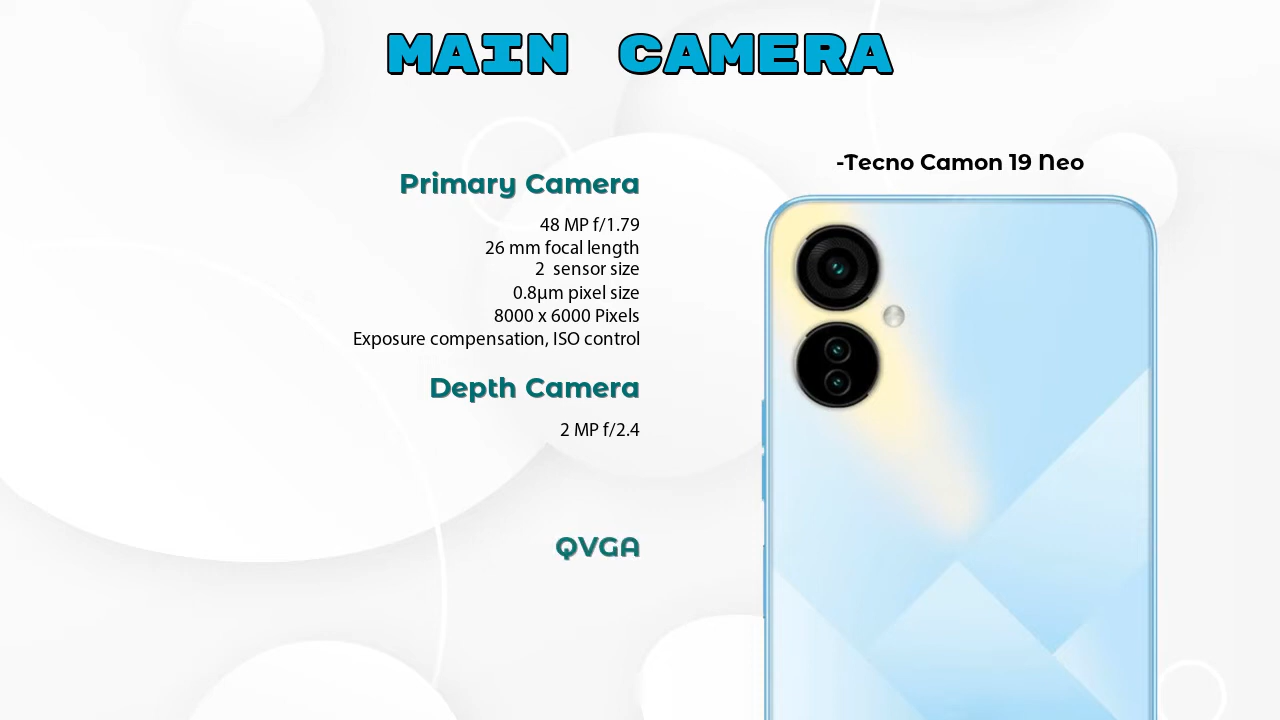 MAIN CAMERA
-Tecno Camon 19 Neo
Primary Camera
48 MP f/1.79
26 mm focal length
2  sensor size
0.8µm pixel size
8000 x 6000 Pixels
Exposure compensation, ISO control
Depth Camera
2 MP f/2.4
QVGA